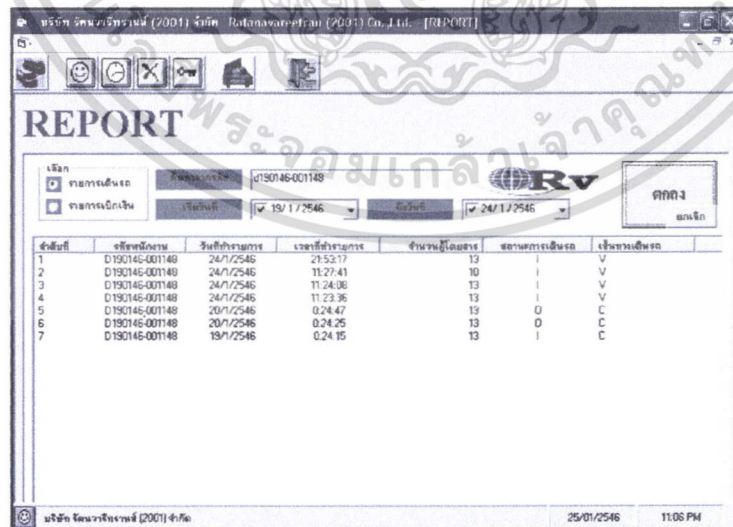 บริษัท รัตนวารีทรานส์ (2001) จำกัด Ratanavareetran (2001) Co.,Ltd. - [REPORT]
REPORT
เลือก
รายการเดินรถ
d190146-001148
Rv
ตกลง
รายการเบิกเงิน
19/ 1 / 2546
ถึงวันที่
24/ 1 / 2546
ยกเลิก
ลำดับที่ รหัสพนักงาน วันที่ทำรายการ เวลาที่ทำรายการ จำนวนผู้โดยสาร สถานะการเดินรถ เส้นทางเดินรถ
1 D190146-001148 24/1/2546 21:53:17 13 I V
2 D190146-001148 24/1/2546 11:27:41 10 I V
3 D190146-001148 24/1/2546 11:24:08 13 I V
4 D190146-001148 24/1/2546 11:23:36 13 I V
5 D190146-001148 20/1/2546 0:24:47 13 O C
6 D190146-001148 20/1/2546 0:24:25 13 O C
7 D190146-001148 19/1/2546 0:24:15 13 I C
บริษัท รัตนวารีทรานส์ (2001) จำกัด 25/01/2546 11:06 PM